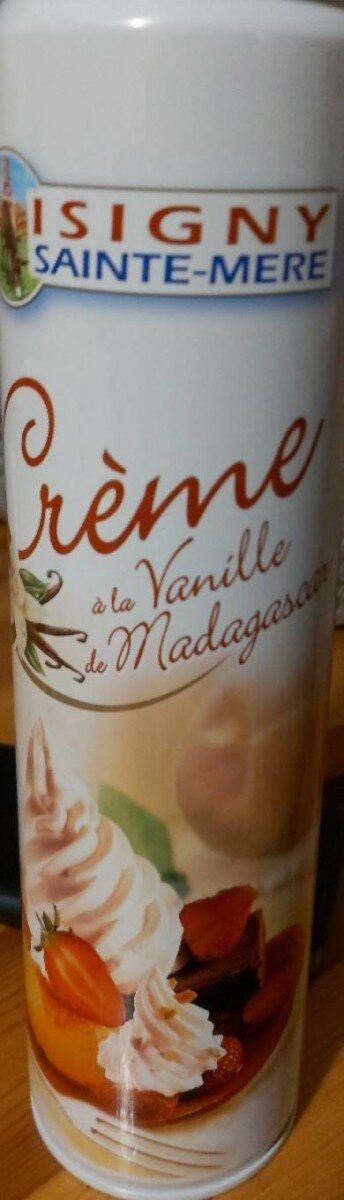 ISIGNY
SAINTE-MERE
Crème
à la Vanille
de Madagascar